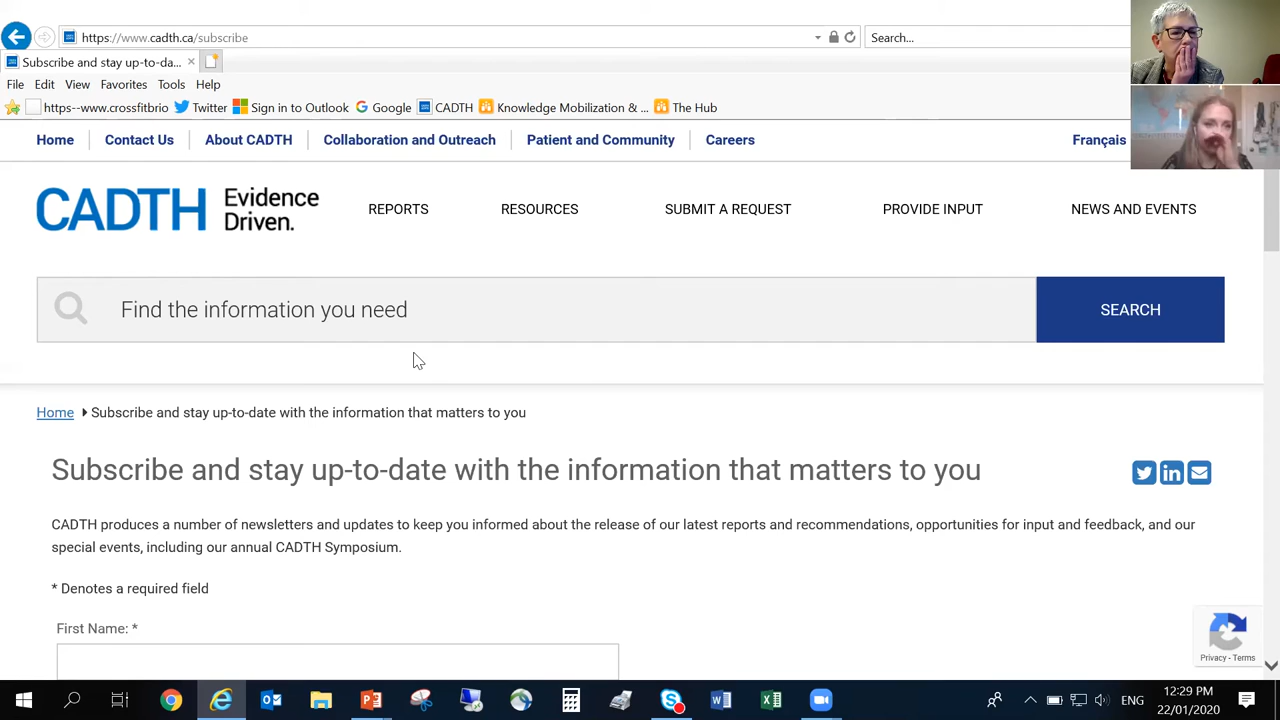 https://www.cadth.ca/subscribe
Search...
Subscribe and stay up-to-da...
File Edit View Favorites Tools Help
https--www.crossfitbrio Twitter Sign in to Outlook Google CADTH Knowledge Mobilization & ... The Hub
Home Contact Us About CADTH Collaboration and Outreach Patient and Community Careers Français
CADTH Evidence
Driven.
REPORTS RESOURCES SUBMIT A REQUEST PROVIDE INPUT NEWS AND EVENTS
Find the information you need SEARCH
Home Subscribe and stay up-to-date with the information that matters to you
Subscribe and stay up-to-date with the information that matters to you
CADTH produces a number of newsletters and updates to keep you informed about the release of our latest reports and recommendations, opportunities for input and feedback, and our
special events, including our annual CADTH Symposium.
* Denotes a required field
First Name: *
Privacy - Terms
ENG
12:29 PM
22/01/2020